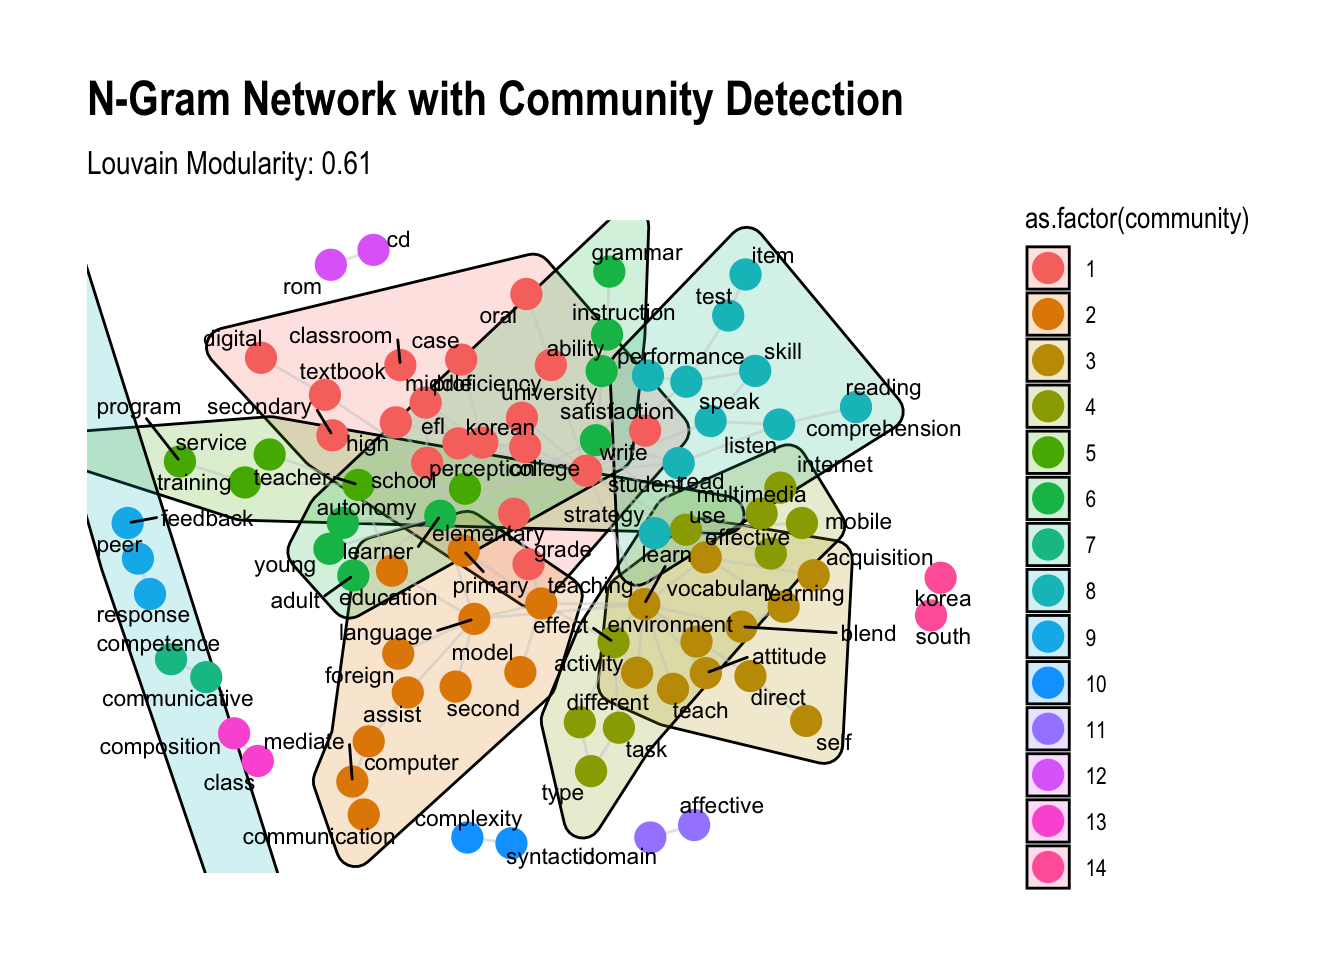 N-Gram Network with Community Detection
Louvain Modularity: 0.61
as.factor(community)
1
2
3
4
5
6
7
8
9
10
11
12
13
14
cd
rom
grammar
item
oral
test
instruction
digital
classroom
case
ability
performance
skill
textbook
middle
proficiency
university
reading
program
secondary
satisfaction
speak
efl
korean
comprehension
service
high
listen
write
training
teacher
school
perception
college
internet
student
read
multimedia
autonomy
feedback
strategy
use
mobile
elementary
effective
peer
learner
grade
learn
acquisition
young
primary
teaching
vocabulary
learning
adult
education
korea
response
effect
environment
blend
south
language
competence
model
activity
attitude
foreign
communicative
second
different
direct
assist
teach
composition
mediate
task
self
computer
class
type
complexity
affective
communication
syntactic
domain